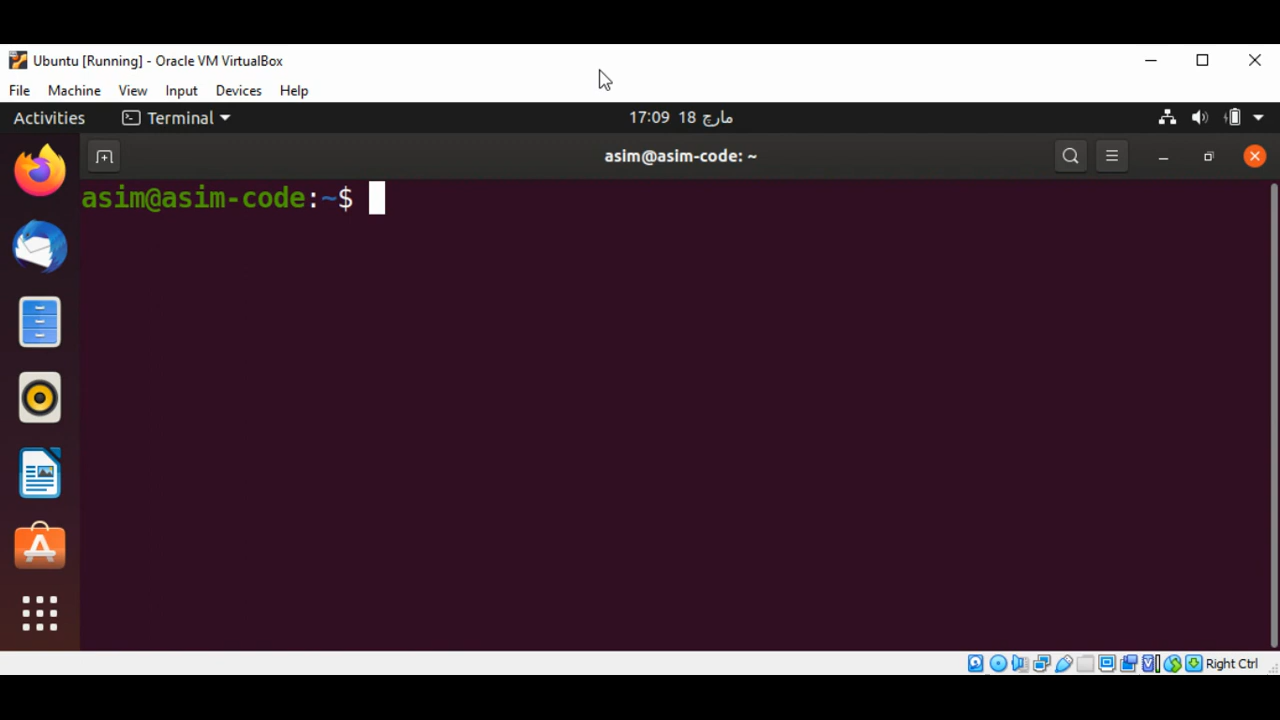 Ubuntu [Running] - Oracle VM VirtualBox
File Machine View Input Devices Help
Activities Terminal 17:09 18 مارچ
asim@asim-code: ~
asim@asim-code:~$
Right Ctrl